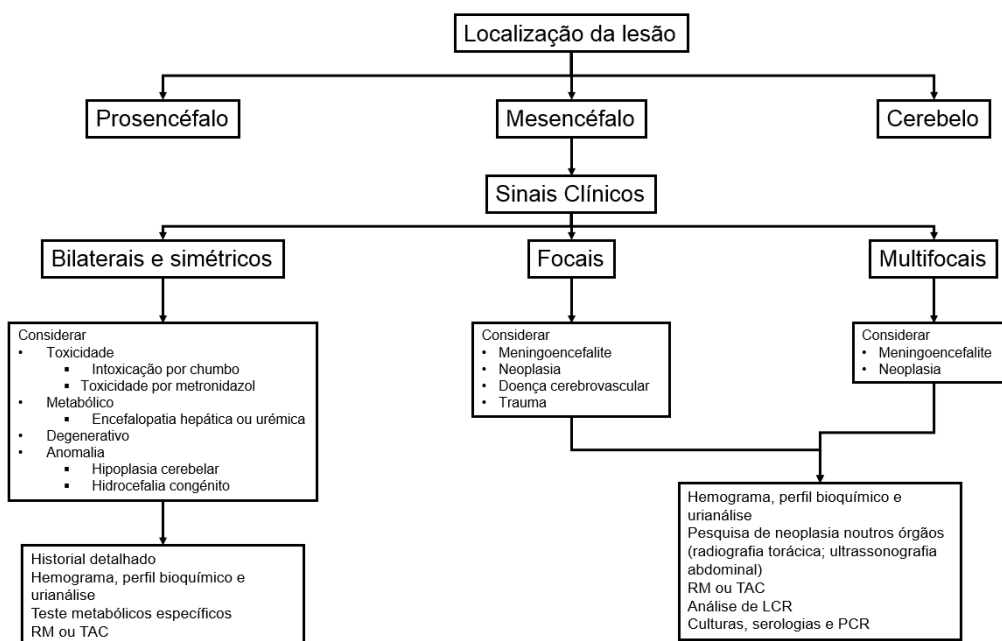 Localização da lesão
Prosencéfalo
Mesencéfalo
Cerebelo
Sinais Clínicos
Bilaterais e simétricos
Focais
Multifocais
Considerar
• Toxicidade
▪ Intoxicação por chumbo
▪ Toxicidade por metronidazol
• Metabólico
▪ Encefalopatia hepática ou urémica
• Degenerativo
• Anomalia
▪ Hipoplasia cerebelar
▪ Hidrocefalia congénito
Considerar
• Meningoencefalite
• Neoplasia
• Doença cerebrovascular
• Trauma
Considerar
• Meningoencefalite
• Neoplasia
Historial detalhado
Hemograma, perfil bioquímico e
urianálise
Teste metabólicos específicos
RM ou TAC
Hemograma, perfil bioquímico e
urianálise
Pesquisa de neoplasia noutros órgãos
(radiografia torácica; ultrassonografia
abdominal)
RM ou TAC
Análise de LCR
Culturas, serologias e PCR